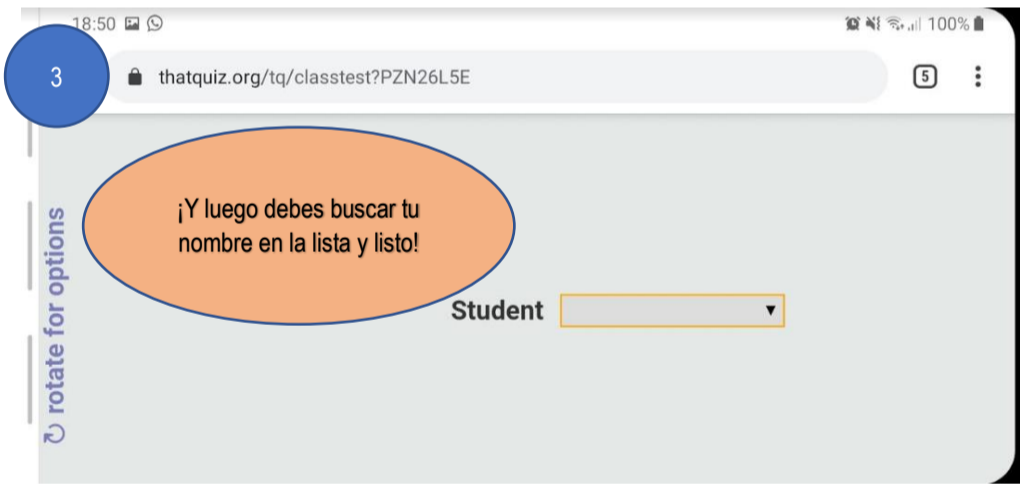 18:50 100%
3 thatquiz.org/tq/classtest?PZN26L5E 5
¡Y luego debes buscar tu
nombre en la lista y listo!
Student
rotate for options